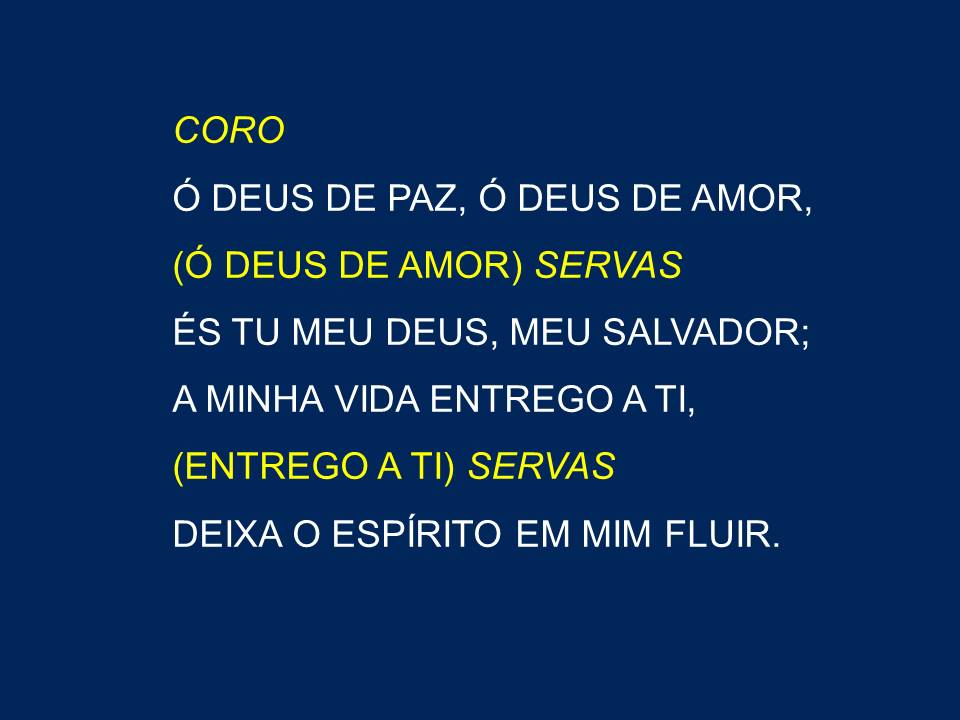 CORO
Ó DEUS DE PAZ, Ó DEUS DE AMOR,
(Ó DEUS DE AMOR) SERVAS
ÉS TU MEU DEUS, MEU SALVADOR;
A MINHA VIDA ENTREGO A TI,
(ENTREGO A TI) SERVAS
DEIXA O ESPÍRITO EM MIM FLUIR.